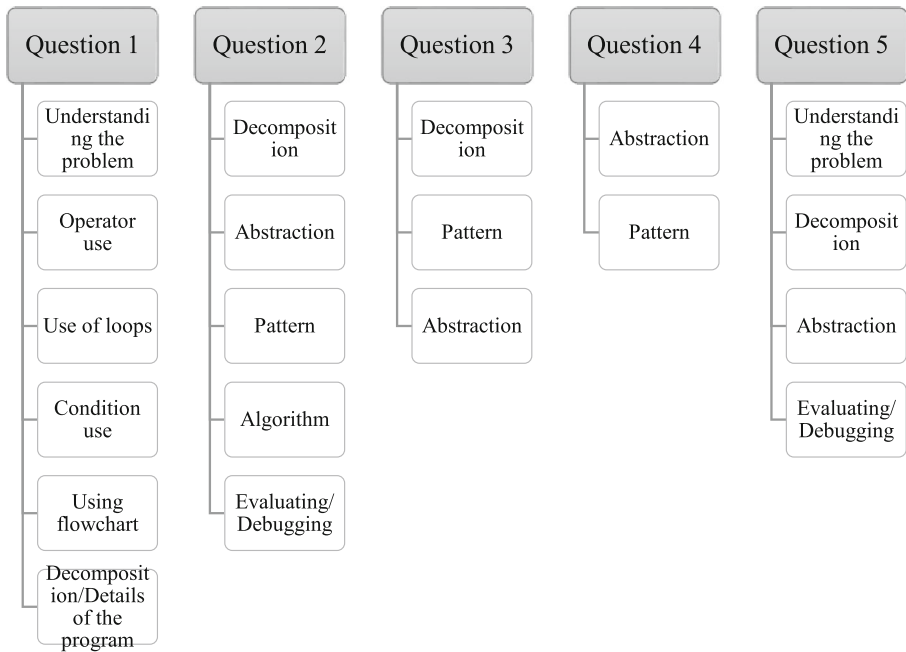 Question 1
Understandi
ng the
problem
Operator
use
Use of loops
Condition
use
Using
flowchart
Decomposit
ion/Details
of the
program
Question 2
Decomposit
ion
Abstraction
Pattern
Algorithm
Evaluating/
Debugging
Question 3
Decomposit
ion
Pattern
Abstraction
Question 4
Abstraction
Pattern
Question 5
Understandi
ng the
problem
Decomposit
ion
Abstraction
Evaluating/
Debugging